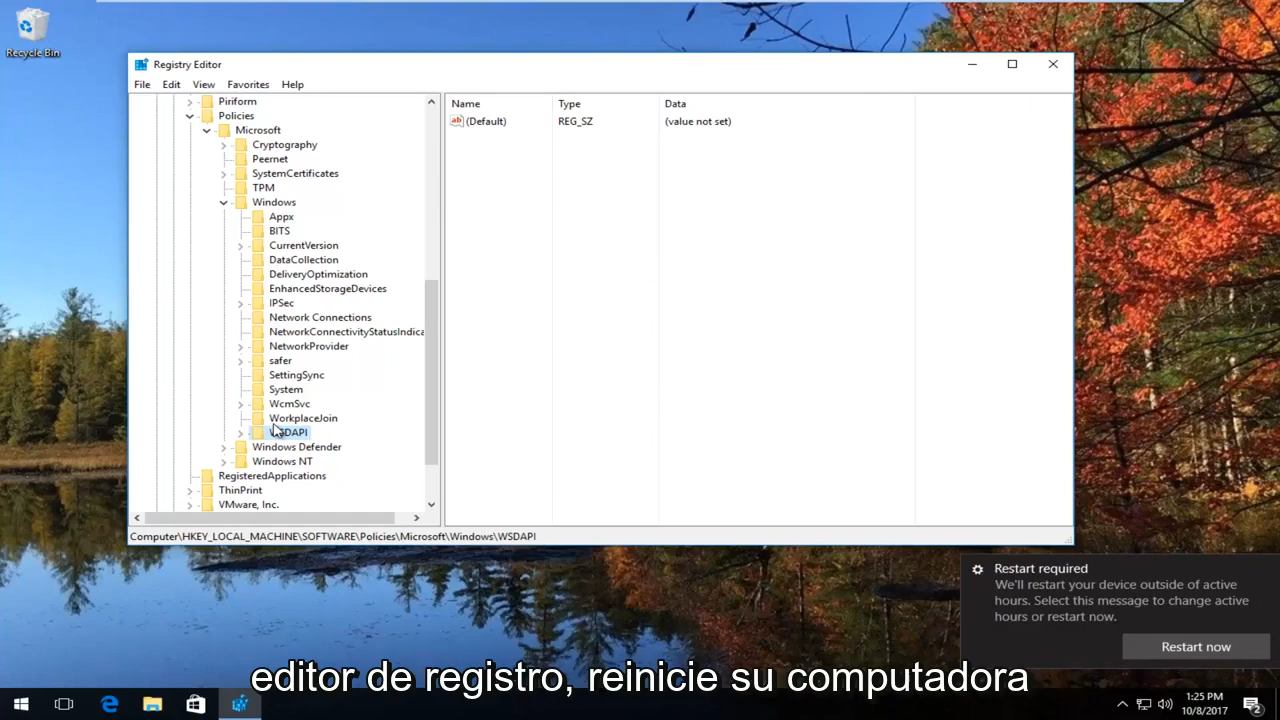 Recycle Bin
Registry Editor
File Edit View Favorites Help
Piriform
Policies
Microsoft
Cryptography
Peernet
SystemCertificates
TPM
Windows
Appx
BITS
CurrentVersion
DataCollection
DeliveryOptimization
EnhancedStorageDevices
IPSec
Network Connections
NetworkConnectivityStatusIndica
NetworkProvider
safer
SettingSync
System
WcmSvc
WorkplaceJoin
WSDAPI
Windows Defender
Windows NT
RegisteredApplications
ThinPrint
VMware, Inc.
Name Type Data
ab (Default) REG_SZ (value not set)
Computer\HKEY_LOCAL_MACHINE\SOFTWARE\Policies\Microsoft\Windows\WSDAPI
Restart required
We'll restart your device outside of active
hours. Select this message to change active
hours or restart now.
Restart now
editor de registro, reinicie su computadora
1:25 PM
10/8/2017
2